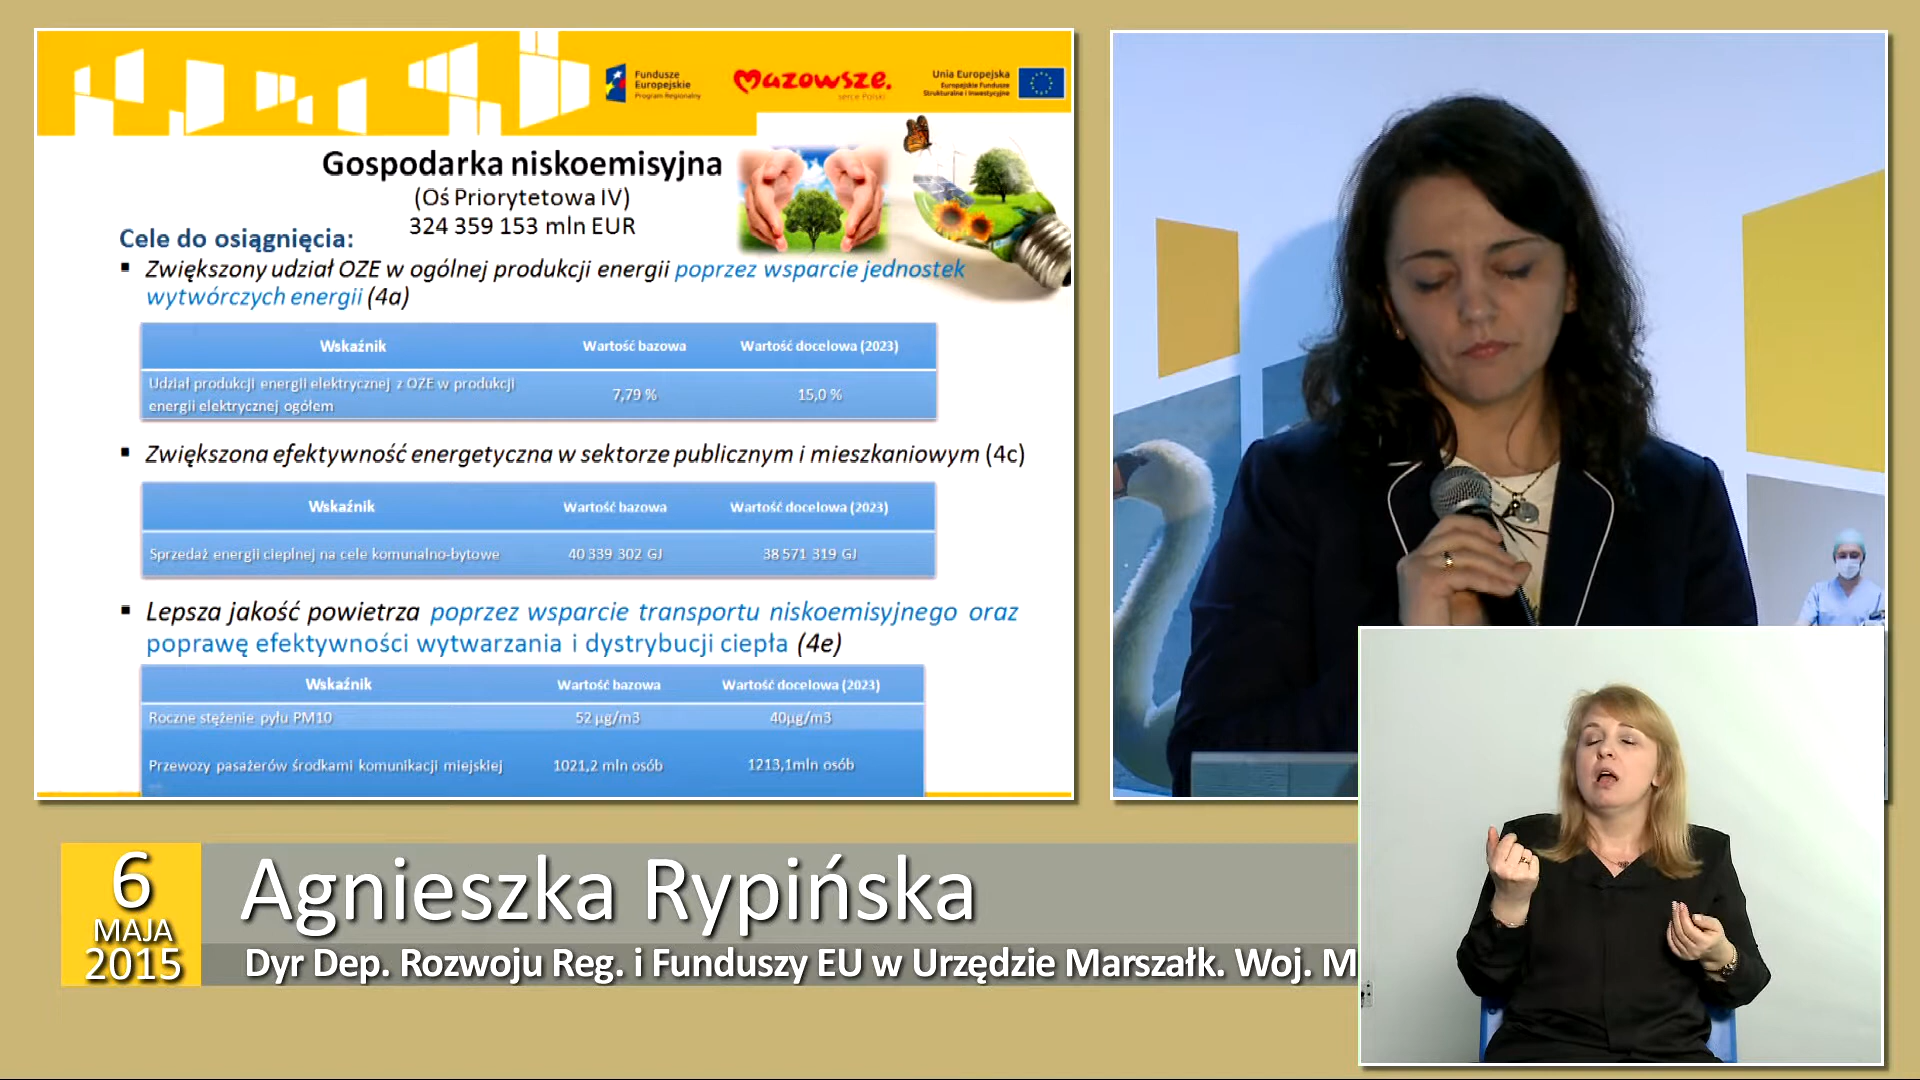 Fundusze
Europejskie
Program Regionalny
Mazowsze.
serce Polski
Unia Europejska
Europejskie Fundusze
Strukturalne i Inwestycyjne
Gospodarka niskoemisyjna
(Oś Priorytetowa IV)
324 359 153 mln EUR
Cele do osiągnięcia:
▪ Zwiększony udział OZE w ogólnej produkcji energii poprzez wsparcie jednostek
wytwórczych energii (4a)
Wskaźnik Wartość bazowa Wartość docelowa (2023)
Udział produkcji energii elektrycznej z OZE w produkcji
energii elektrycznej ogółem 7,79 % 15,0 %
▪ Zwiększona efektywność energetyczna w sektorze publicznym i mieszkaniowym (4c)
Wskaźnik Wartość bazowa Wartość docelowa (2023)
Sprzedaż energii cieplnej na cele komunalno-bytowe 40 339 302 GJ 38 571 319 GJ
▪ Lepsza jakość powietrza poprzez wsparcie transportu niskoemisyjnego oraz
poprawę efektywności wytwarzania i dystrybucji ciepła (4e)
Wskaźnik Wartość bazowa Wartość docelowa (2023)
Roczne stężenie pyłu PM10 52 µg/m3 40µg/m3
Przewozy pasażerów środkami komunikacji miejskiej 1021,2 mln osób 1213,1mln osób
6
MAJA
2015
Agnieszka Rypińska
Dyr Dep. Rozwoju Reg. i Funduszy EU w Urzędzie Marszałk. Woj. M